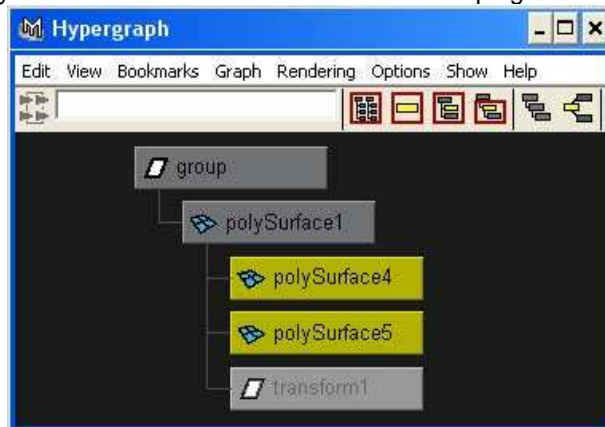 Hypergraph
Edit View Bookmarks Graph Rendering Options Show Help
group
polySurface1
polySurface4
polySurface5
transform1